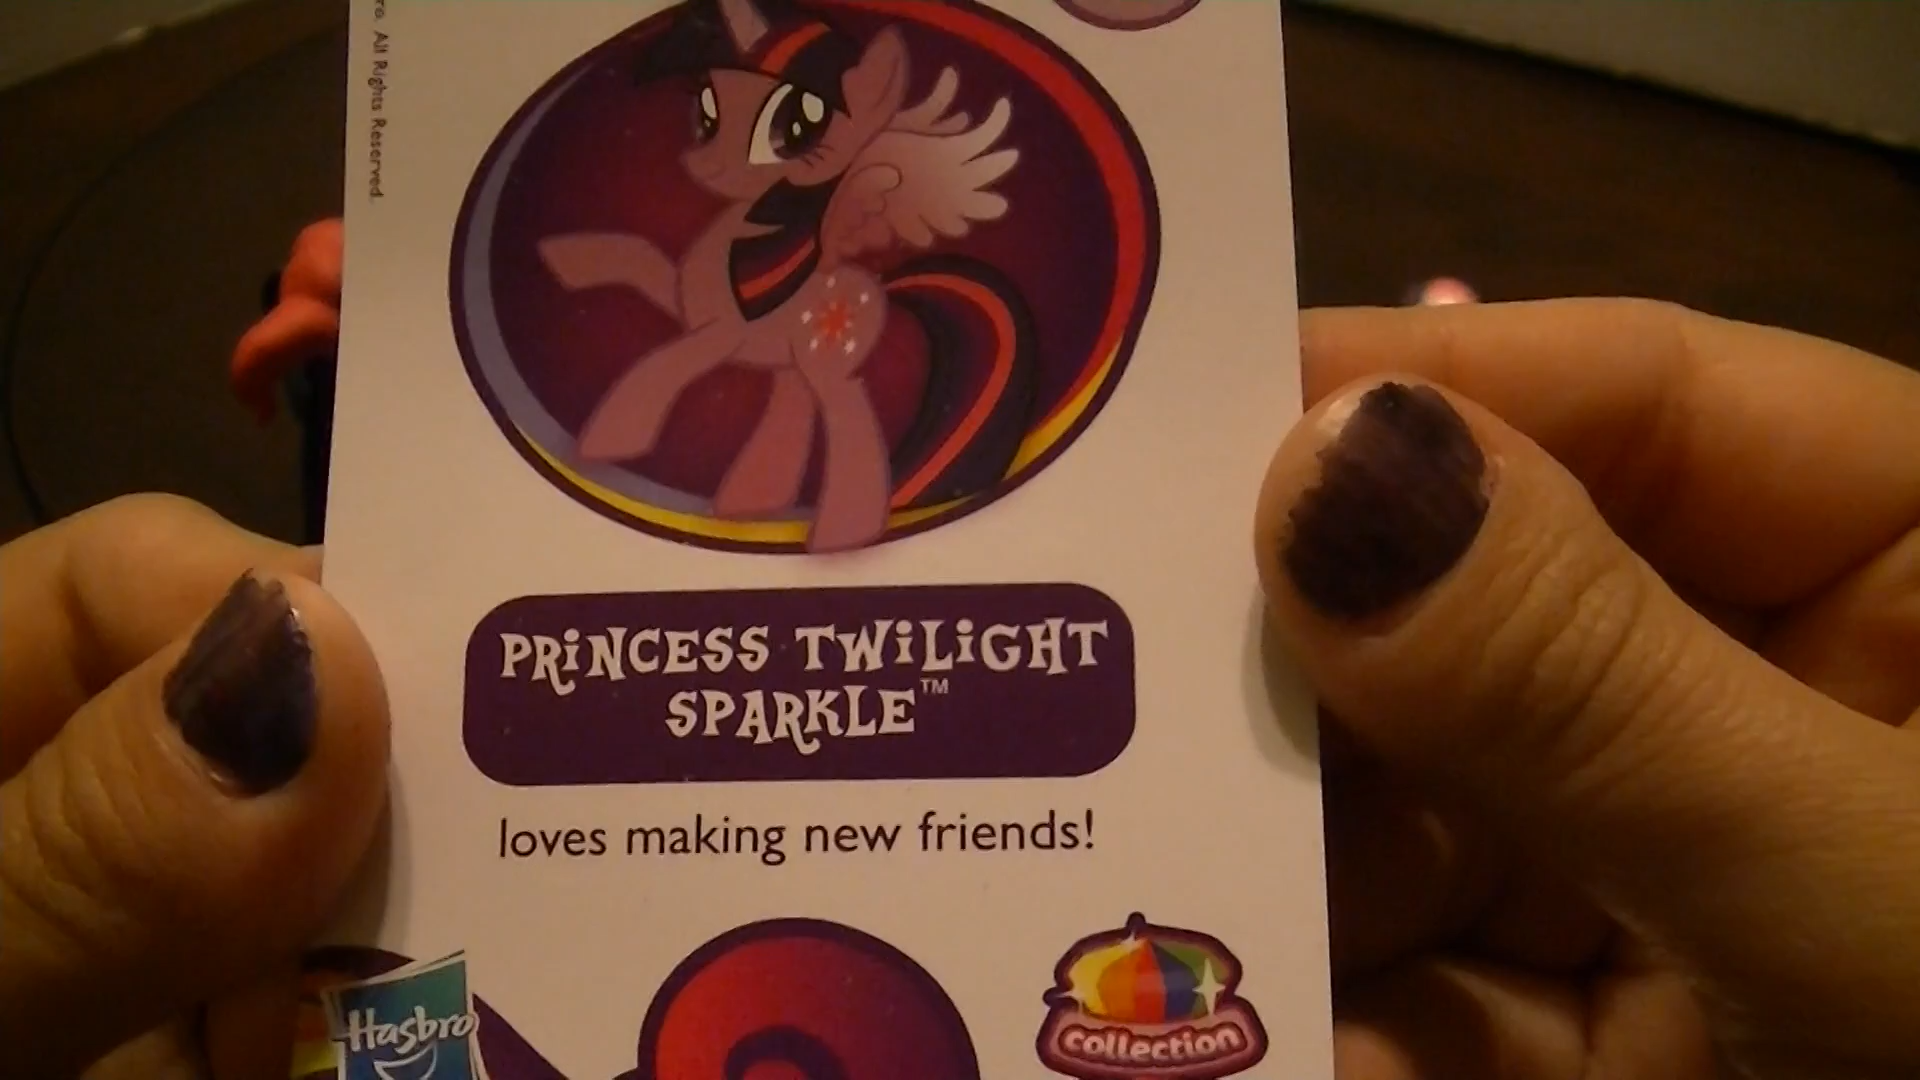 All Rights Reserved.
PRiNCESS TWiLiGHT
SPARKLE™
loves making new friends!
Hasbro
collection